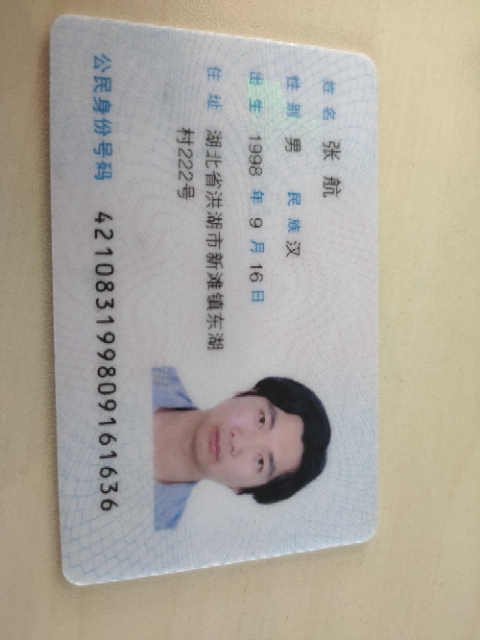 姓名 张航
性别 男 民族 汉
出生 1998 年 9 月 16 日
住址 湖北省洪湖市新滩镇东湖
村222号
公民身份号码 421083199809161636